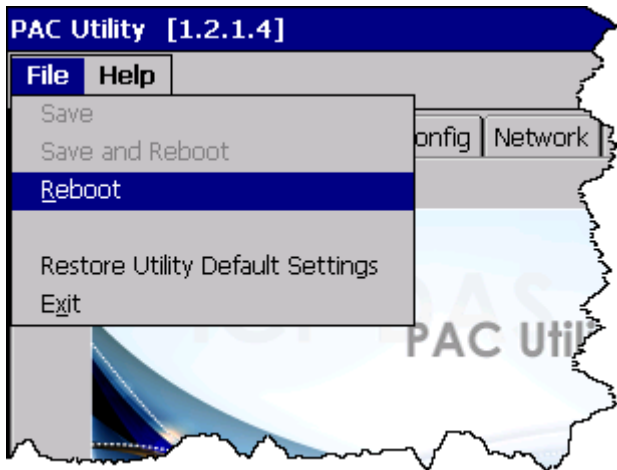 PAC Utility [1.2.1.4]
File Help
Save
onfig Network
Save and Reboot
Reboot
Restore Utility Default Settings
Exit
PAC Utili